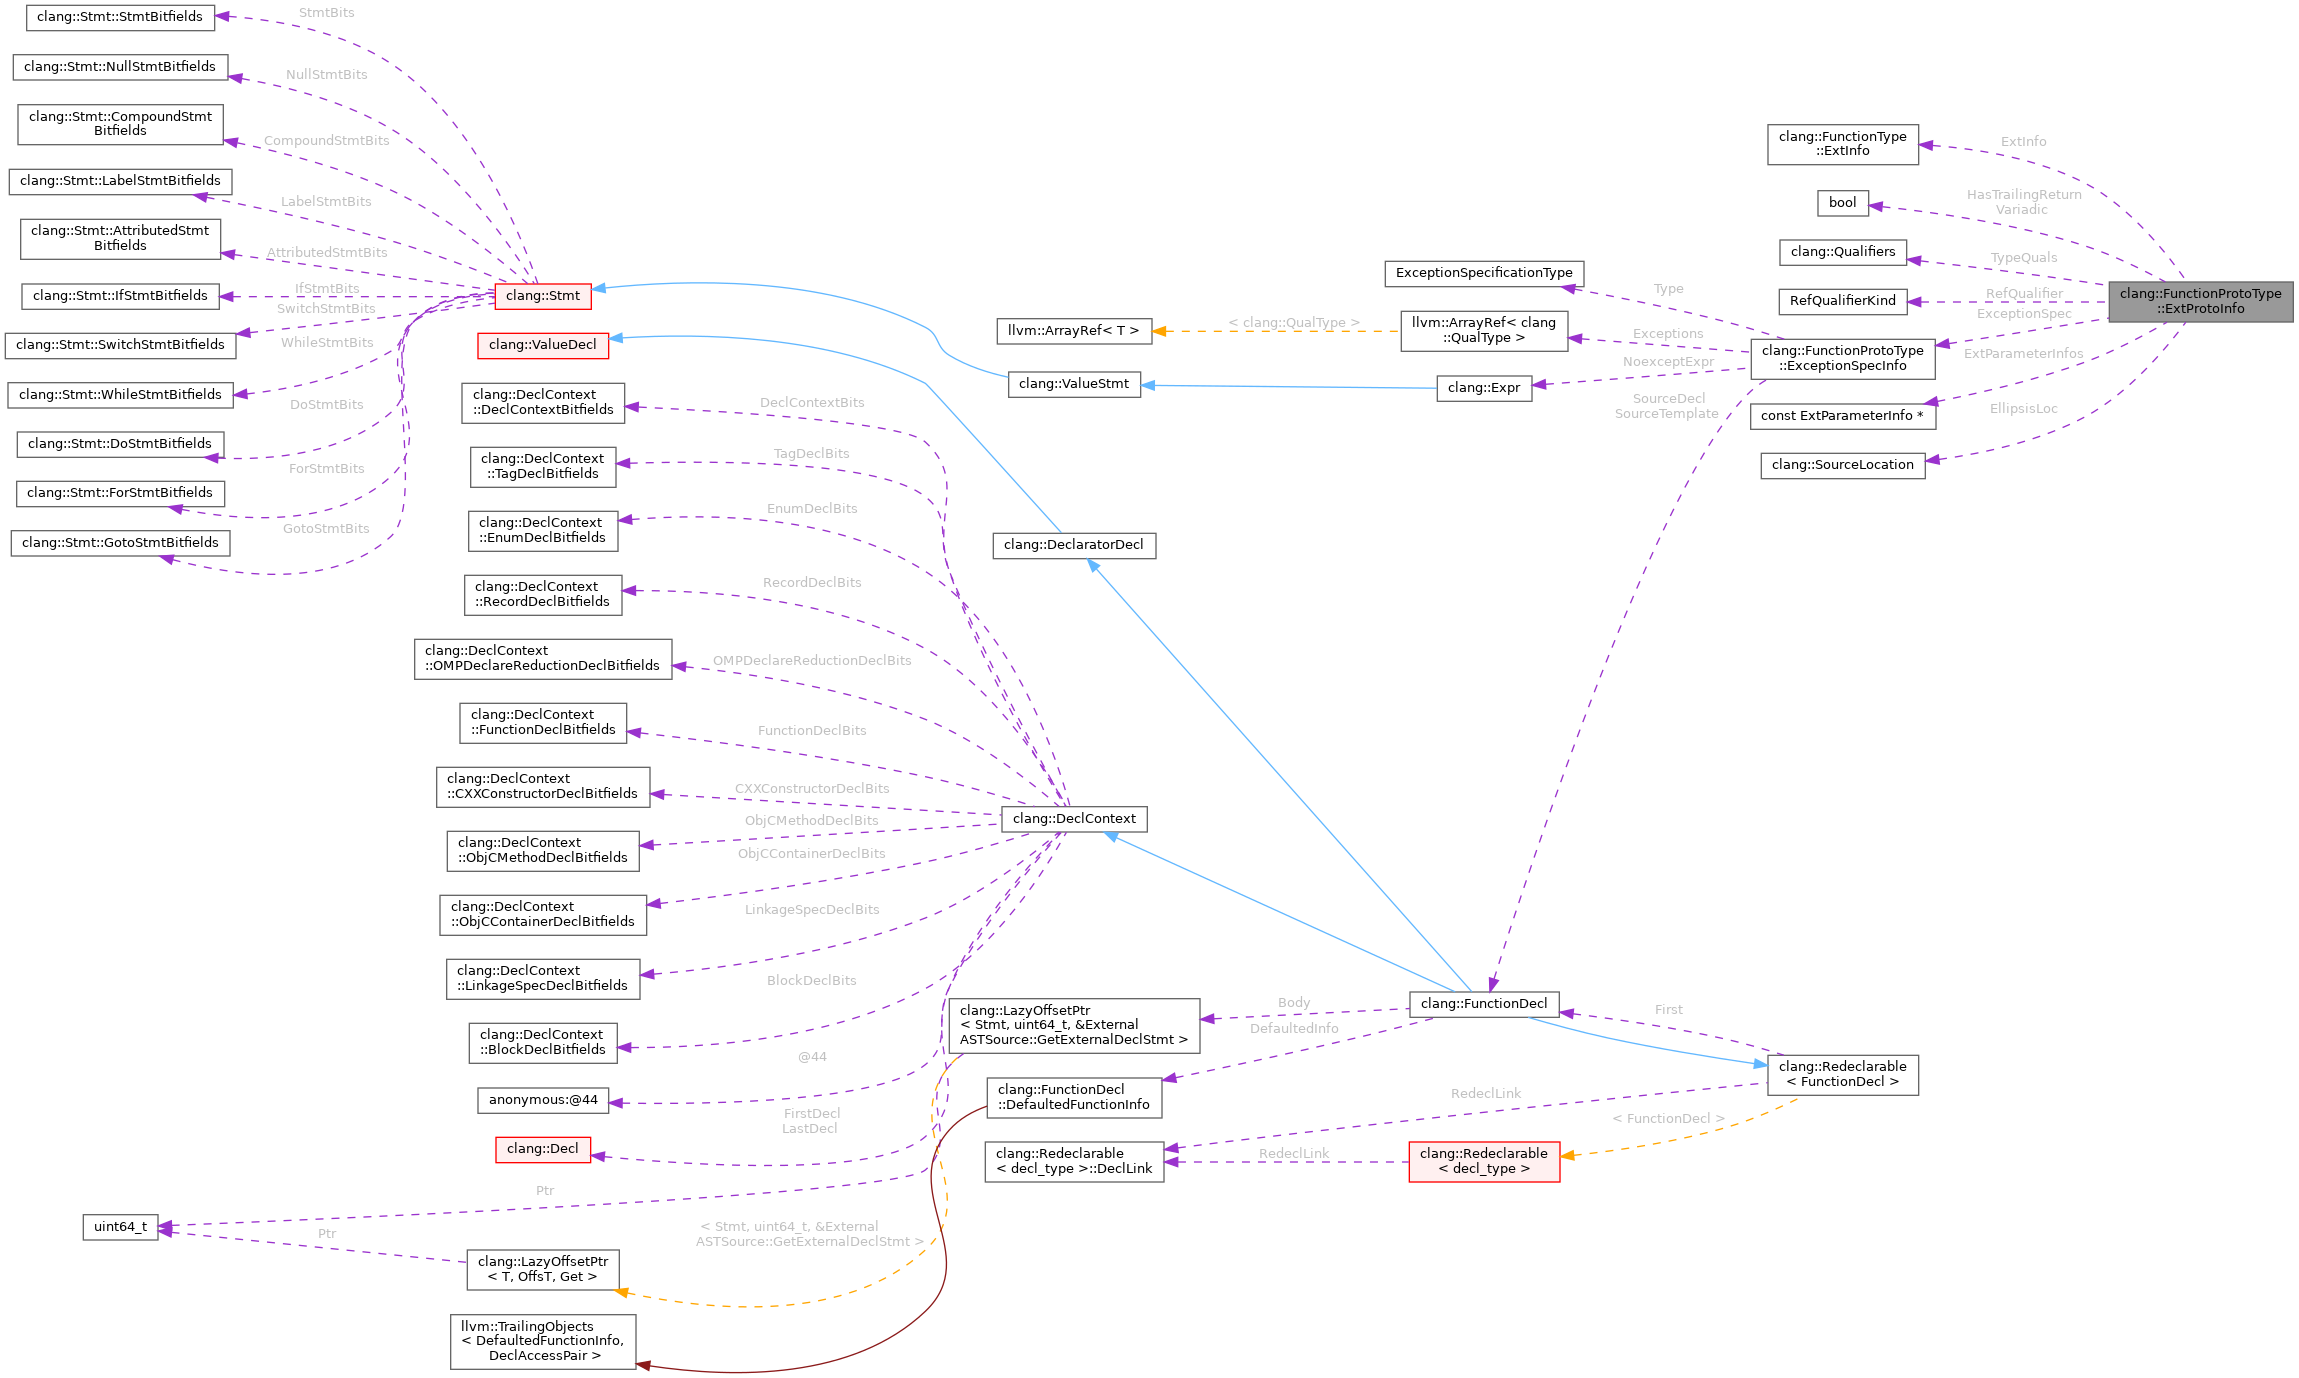 clang::Stmt::StmtBitfields
StmtBits
clang::Stmt::NullStmtBitfields
NullStmtBits
clang::Stmt::CompoundStmt
Bitfields
CompoundStmtBits
clang::Stmt::LabelStmtBitfields
LabelStmtBits
clang::Stmt::AttributedStmt
Bitfields
AttributedStmtBits
clang::Stmt::IfStmtBitfields
IfStmtBits
clang::Stmt::SwitchStmtBitfields
SwitchStmtBits
clang::Stmt::WhileStmtBitfields
WhileStmtBits
clang::Stmt::DoStmtBitfields
DoStmtBits
clang::Stmt::ForStmtBitfields
ForStmtBits
clang::Stmt::GotoStmtBitfields
GotoStmtBits
clang::Stmt
clang::ValueDecl
clang::DeclContext
::DeclContextBitfields
DeclContextBits
clang::DeclContext
::TagDeclBitfields
TagDeclBits
clang::DeclContext
::EnumDeclBitfields
EnumDeclBits
clang::DeclContext
::RecordDeclBitfields
RecordDeclBits
clang::DeclContext
::OMPDeclareReductionDeclBitfields
OMPDeclareReductionDeclBits
clang::DeclContext
::FunctionDeclBitfields
FunctionDeclBits
clang::DeclContext
::CXXConstructorDeclBitfields
CXXConstructorDeclBits
clang::DeclContext
::ObjCMethodDeclBitfields
ObjCMethodDeclBits
clang::DeclContext
::ObjCContainerDeclBitfields
ObjCContainerDeclBits
clang::DeclContext
::LinkageSpecDeclBitfields
LinkageSpecDeclBits
clang::DeclContext
::BlockDeclBitfields
BlockDeclBits
anonymous:@44
@44
clang::Decl
FirstDecl
LastDecl
uint64_t
Ptr
Ptr
clang::LazyOffsetPtr
< T, OffsT, Get >
< Stmt, uint64_t, &External
ASTSource::GetExternalDeclStmt >
llvm::TrailingObjects
< DefaultedFunctionInfo,
DeclAccessPair >
llvm::ArrayRef< T >
< clang::QualType >
clang::ValueStmt
clang::DeclaratorDecl
clang::DeclContext
clang::LazyOffsetPtr
< Stmt, uint64_t, &External
ASTSource::GetExternalDeclStmt >
Body
DefaultedInfo
clang::FunctionDecl
::DefaultedFunctionInfo
clang::Redeclarable
< decl_type >::DeclLink
RedeclLink
RedeclLink
ExceptionSpecificationType
Type
llvm::ArrayRef< clang
::QualType >
Exceptions
clang::Expr
NoexceptExpr
SourceDecl
SourceTemplate
clang::FunctionDecl
First
clang::Redeclarable
< FunctionDecl >
< FunctionDecl >
clang::Redeclarable
< decl_type >
clang::FunctionType
::ExtInfo
ExtInfo
bool
HasTrailingReturn
Variadic
clang::Qualifiers
TypeQuals
RefQualifierKind
RefQualifier
ExceptionSpec
clang::FunctionProtoType
::ExceptionSpecInfo
ExtParameterInfos
const ExtParameterInfo *
EllipsisLoc
clang::SourceLocation
clang::FunctionProtoType
::ExtProtoInfo